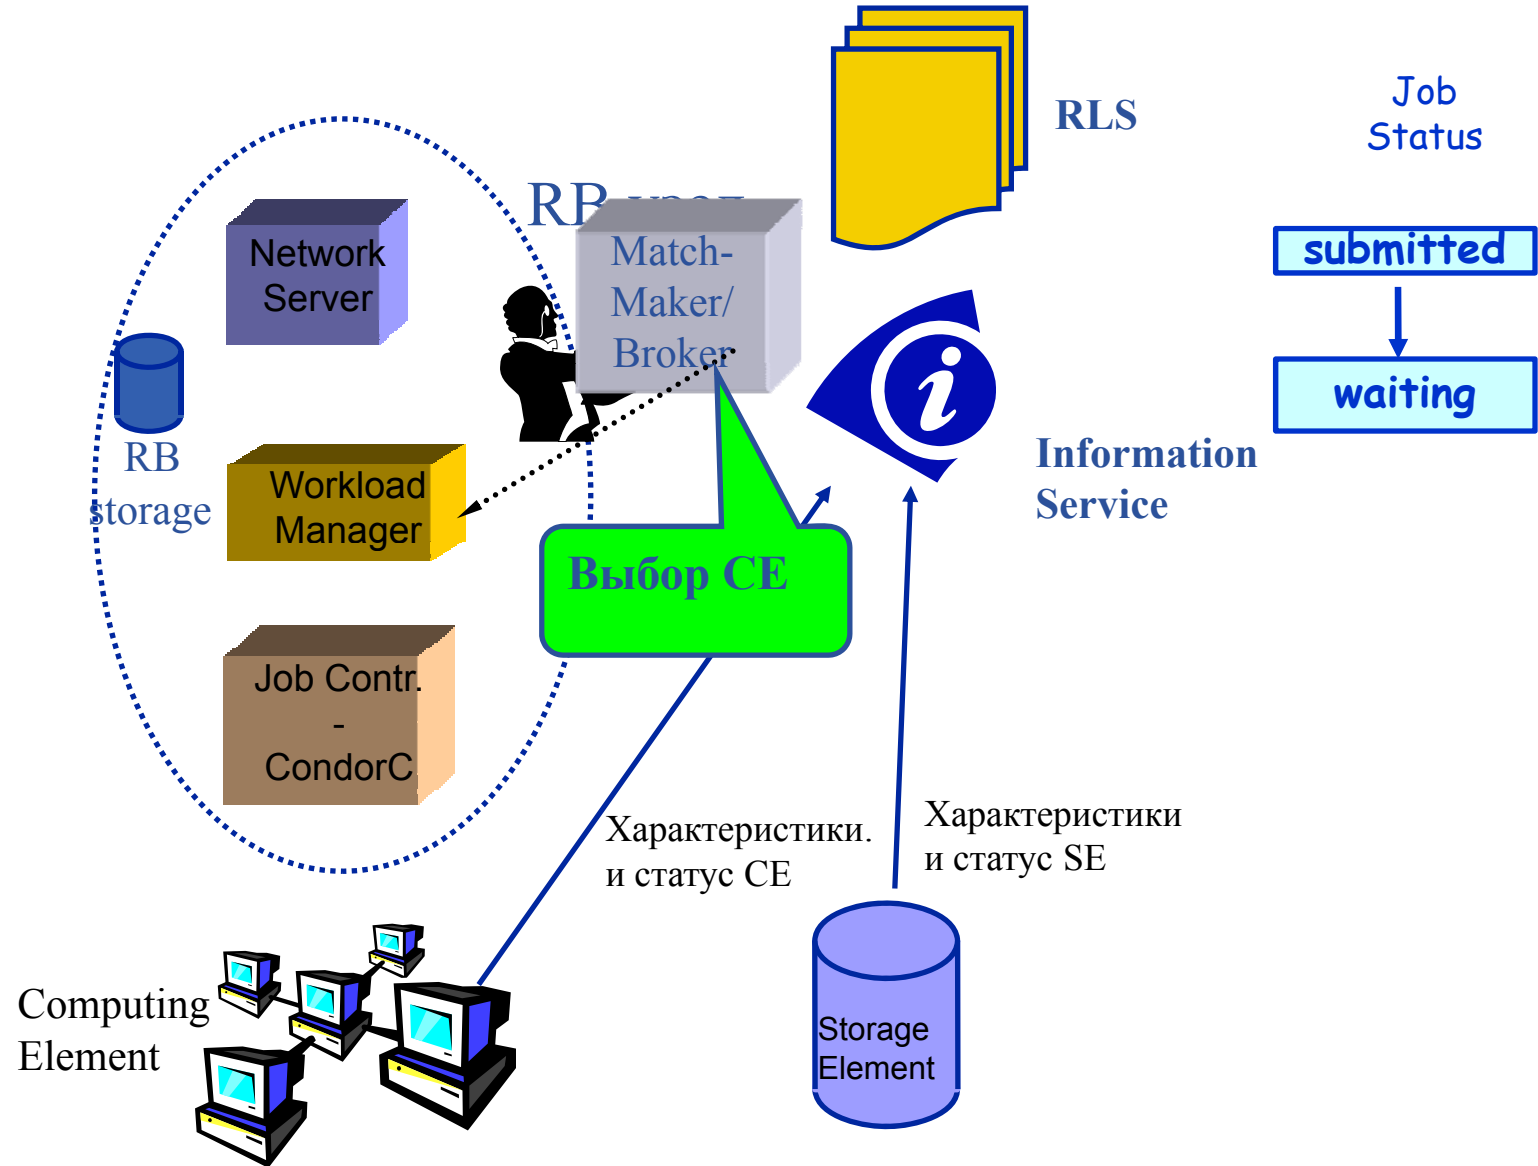 RLS
Job
Status
RB
Network
Server
Match-
Maker/
Broker
submitted
waiting
RB
storage
Workload
Manager
Information
Service
Выбор CE
Job Contr.
-
CondorC
Характеристики.
и статус CE
Характеристики
и статус SE
Computing
Element
Storage
Element